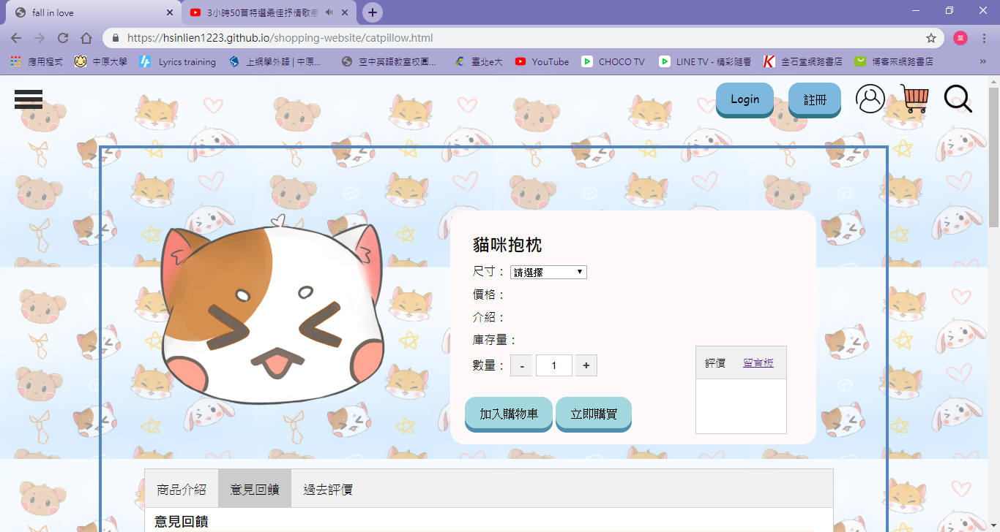 fall in love
3小時50首特選最佳抒情歌
https://hsinlien1223.github.io/shopping-website/catpillow.html
葉
應用程式 中原大學 Lyrics training 上網學外語 | 中原... 空中英語教室校園... 臺北e大 YouTube CHOCO TV LINE TV - 精彩隨看 金石堂網路書店 博客來網路書店 »
Login 註冊
貓咪抱枕
尺寸： 請選擇
價格：
介紹：
庫存量：
數量： - 1 +
評價 留言板
加入購物車 立即購買
商品介紹 意見回饋 過去評價
意見回饋